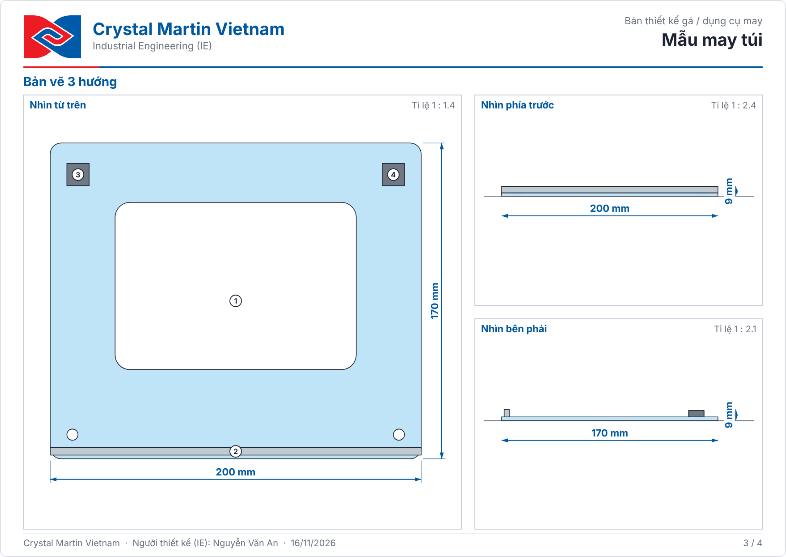 Crystal Martin Vietnam
Industrial Engineering (IE)
Bản thiết kế gá / dụng cụ may
Mẫu may túi
Bản vẽ 3 hướng
Nhìn từ trên
Tỉ lệ 1 : 1.4
3
4
1
2
170 mm
200 mm
Nhìn phía trước
Tỉ lệ 1 : 2.4
9 mm
200 mm
Nhìn bên phải
Tỉ lệ 1 : 2.1
9 mm
170 mm
Crystal Martin Vietnam · Người thiết kế (IE): Nguyễn Văn An · 16/11/2026
3 / 4